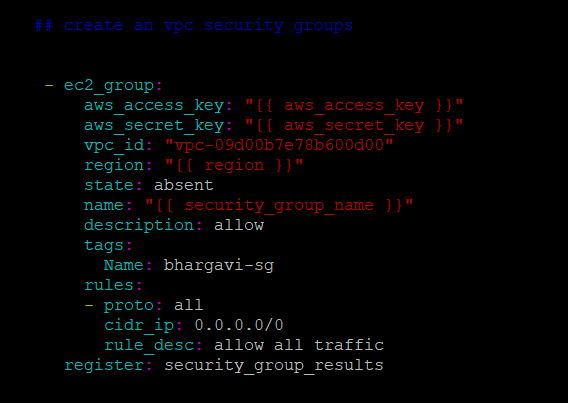 ## create an vpc security groups
- ec2_group:
aws_access_key: "{{ aws_access_key }}"
aws_secret_key: "{{ aws_secret_key }}"
vpc_id: "vpc-09d00b7e78b600d00"
region: "{{ region }}"
state: absent
name: "{{ security_group_name }}"
description: allow
tags:
Name: bhargavi-sg
rules:
- proto: all
cidr_ip: 0.0.0.0/0
rule_desc: allow all traffic
register: security_group_results